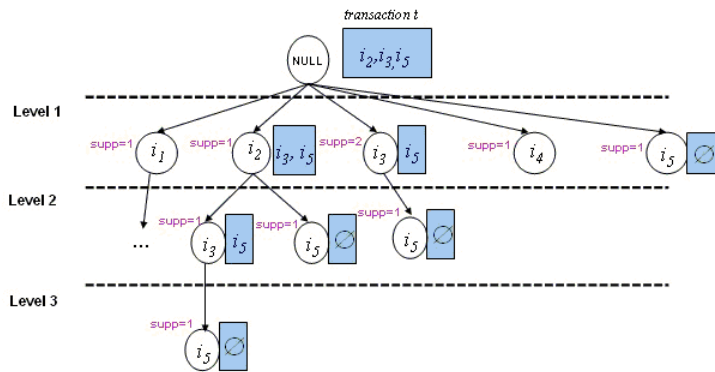 transaction t
NULL
i2,i3,i5
Level 1
supp=1 i1 supp=1 i2 i3, i5 supp=2 i3 i5 supp=1 i4 supp=1 i5 ∅
Level 2
... supp=1 i3 i5 supp=1 i5 ∅ supp=1 i5 ∅
Level 3
supp=1 i5 ∅